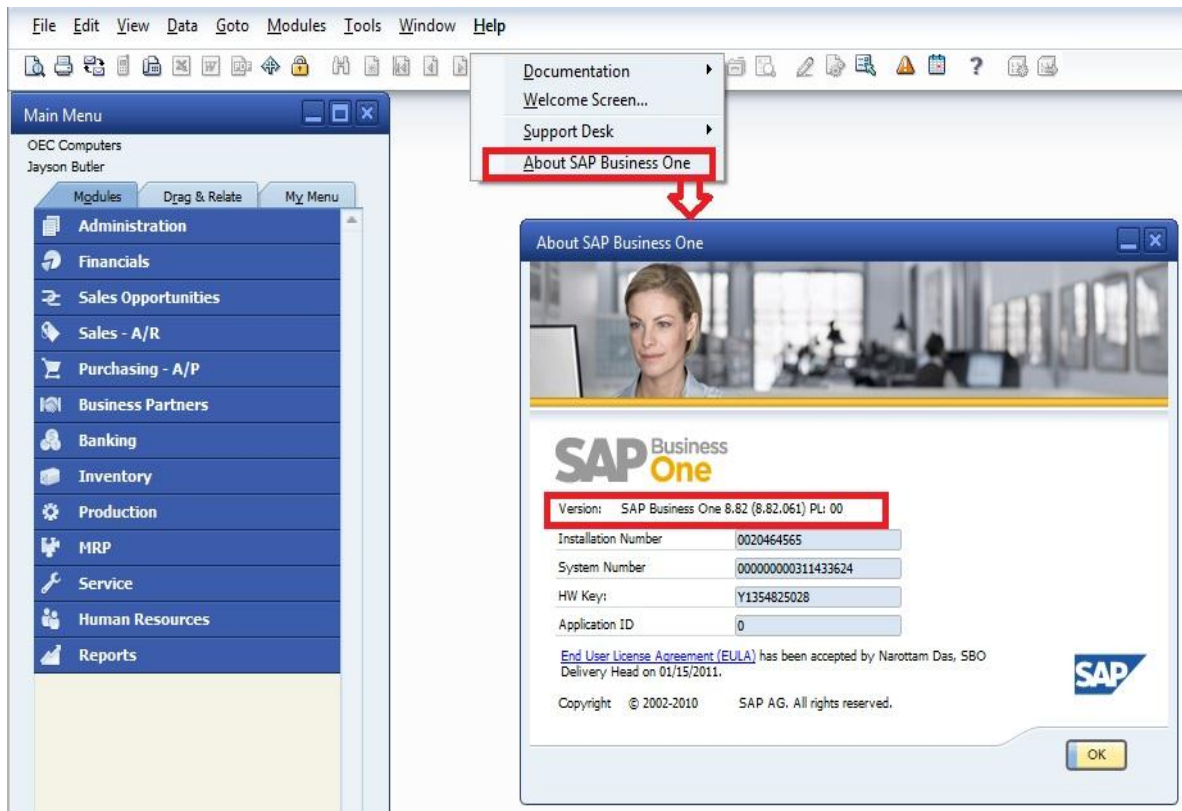 File Edit View Data Goto Modules Tools Window Help
Documentation
Welcome Screen...
Support Desk
About SAP Business One
Main Menu
OEC Computers
Jayson Butler
Modules Drag & Relate My Menu
Administration
Financials
Sales Opportunities
Sales - A/R
Purchasing - A/P
Business Partners
Banking
Inventory
Production
MRP
Service
Human Resources
Reports
About SAP Business One
SAP Business One
Version: SAP Business One 8.82 (8.82.061) PL: 00
Installation Number 0020464565
System Number 000000000311433624
HW Key: Y1354825028
Application ID 0
End User License Agreement (EULA) has been accepted by Narottam Das, SBO
Delivery Head on 01/15/2011.
SAP
Copyright © 2002-2010 SAP AG. All rights reserved.
OK